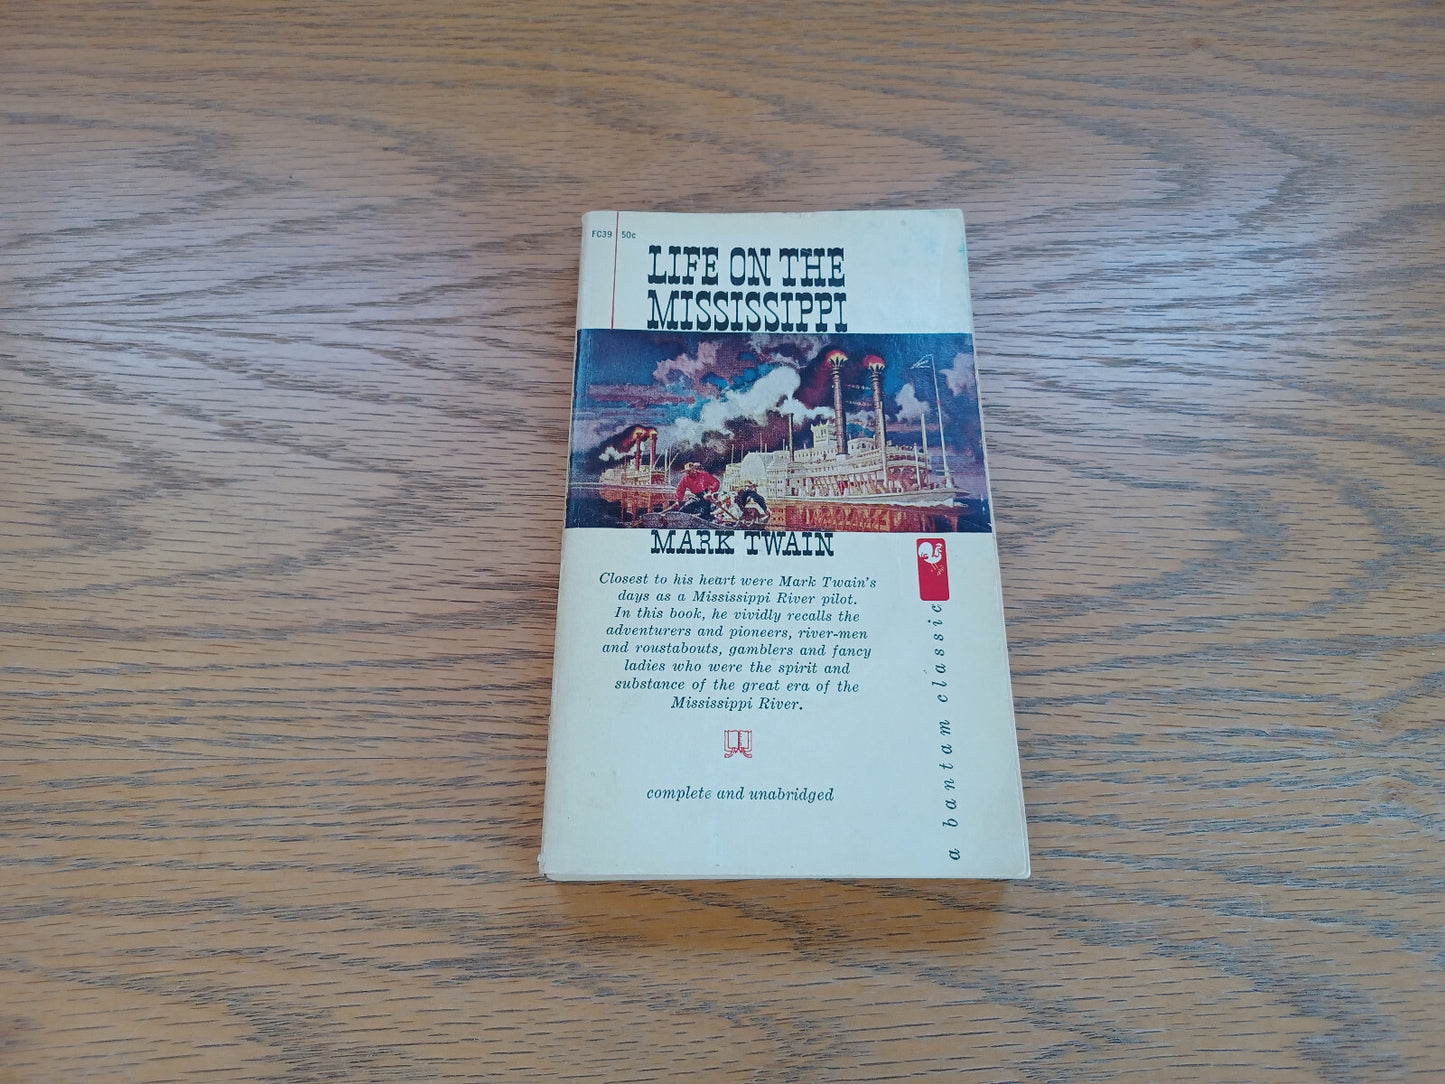 FC39 50c
LIFE ON THE
MISSISSIPPI
MARK TWAIN
Closest to his heart were Mark Twain's
days as a Mississippi River pilot.
In this book, he vividly recalls the
adventurers and pioneers, river-men
and roustabouts, gamblers and fancy
ladies who were the spirit and
substance of the great era of the
Mississippi River.
complete and unabridged
a bantam classic